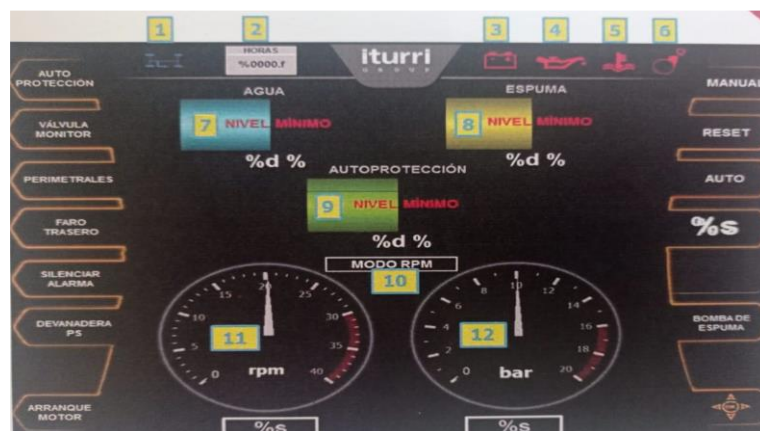 1
2
3
4
5
6
HORAS
%0000.f
iturri
GROUP
AUTO
PROTECCIÓN
AGUA
ESPUMA
MANUAL
7
NIVEL MÍNIMO
8
NIVEL MÍNIMO
VÁLVULA
MONITOR
RESET
%d %
%d %
AUTOPROTECCIÓN
PERIMETRALES
AUTO
9
NIVEL MÍNIMO
FARO
TRASERO
%s
%d %
MODO RPM
10
SILENCIAR
ALARMA
0
5
10
15
20
25
30
35
40
11
rpm
0
2
4
6
8
10
12
14
16
18
20
12
bar
DEVANADERA
PS
BOMBA DE
ESPUMA
ARRANQUE
MOTOR
%s
%s